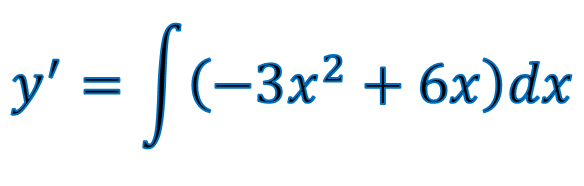 y′ = ∫(−3x² + 6x)dx